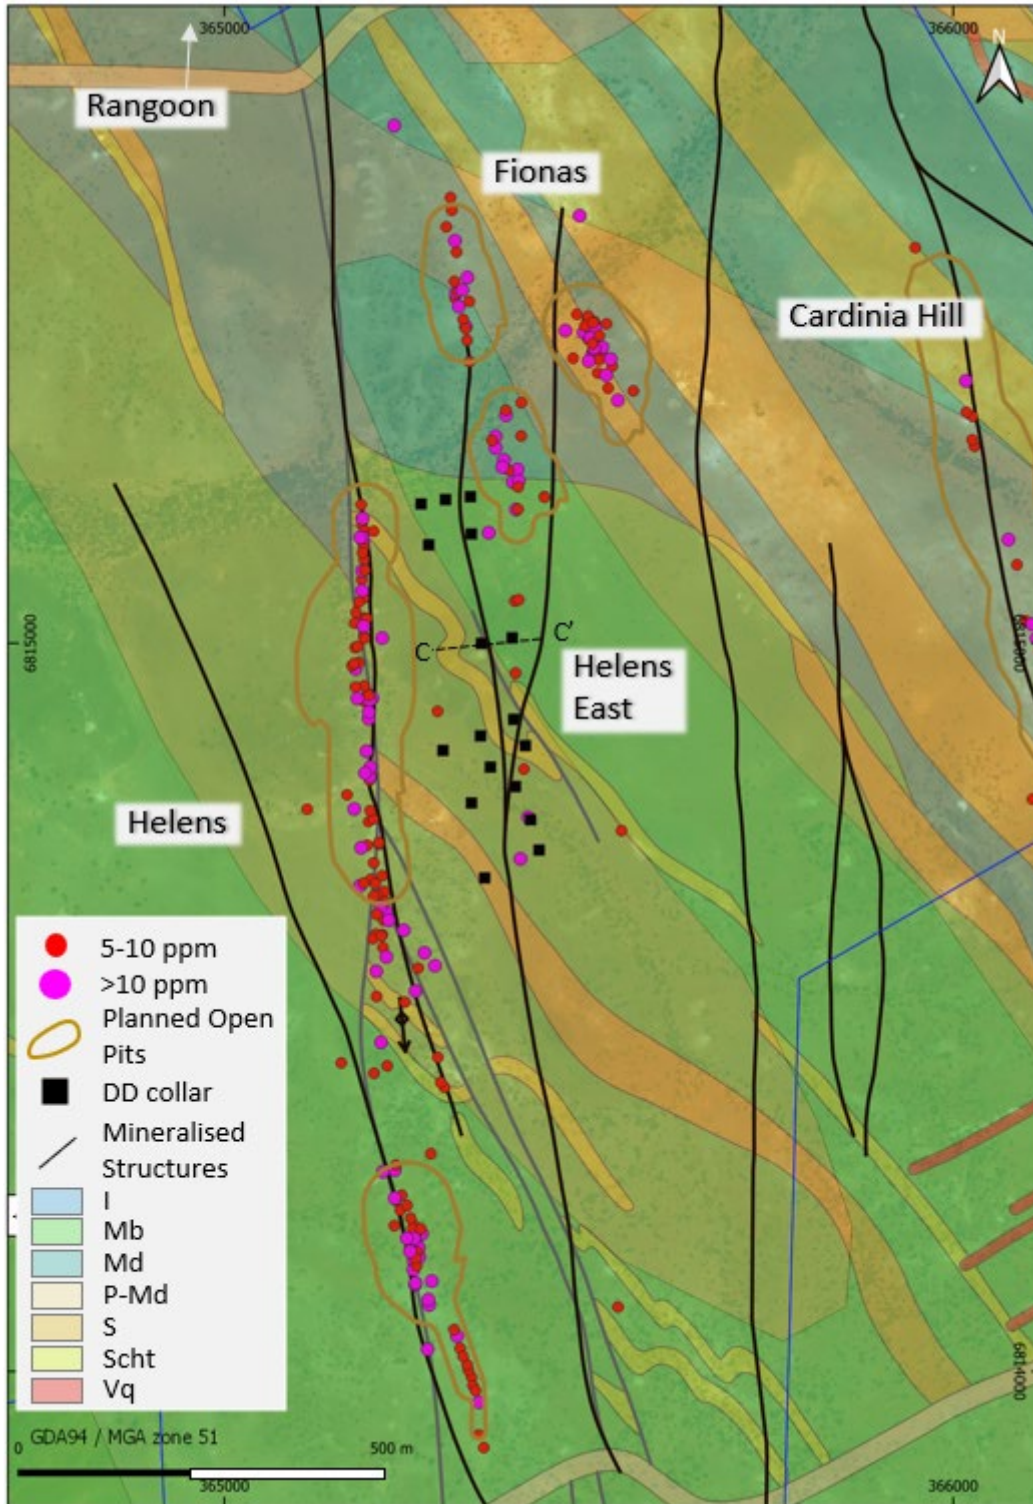 365000
366000
N
Rangoon
Fionas
Cardinia Hill
6815000
6815000
C
C'
Helens
East
Helens
5-10 ppm
>10 ppm
Planned Open
Pits
DD collar
Mineralised
Structures
I
Mb
Md
P-Md
S
Scht
Vq
6814000
GDA94 / MGA zone 51
0
500 m
365000
366000